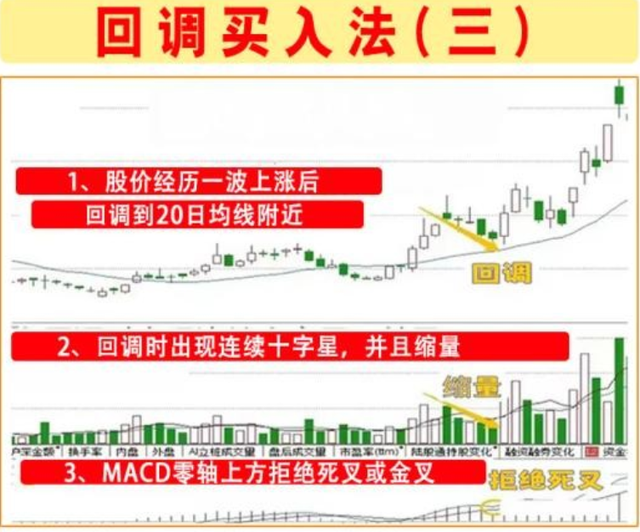 回调买入法(三)
1、股价经历一波上涨后
回调到20日均线附近
回调
2、回调时出现连续十字星，并且缩量
缩量
沪深金额 换手率 内盘 外盘 AI立桩成交量 盘后成交量 市盈率(ttm) 陆股通持股变化 融资融券变化 资金
3、MACD零轴上方拒绝死叉或金叉
拒绝死叉